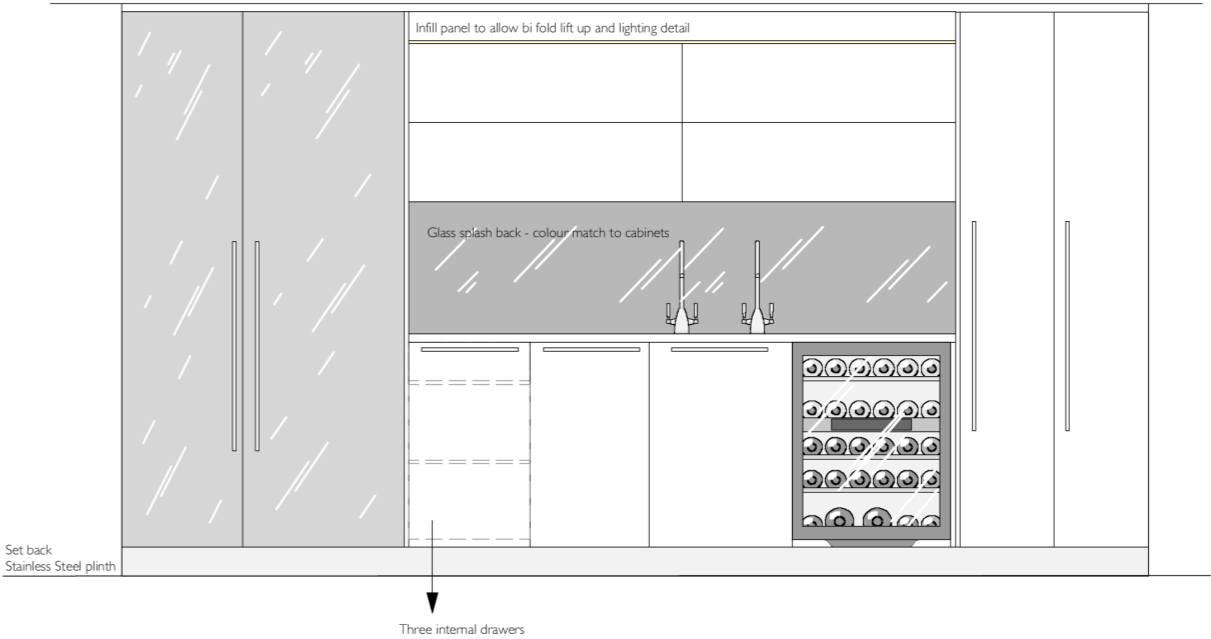 Infill panel to allow bi fold lift up and lighting detail
Glass splash back - colour match to cabinets
Set back
Stainless Steel plinth
Three internal drawers